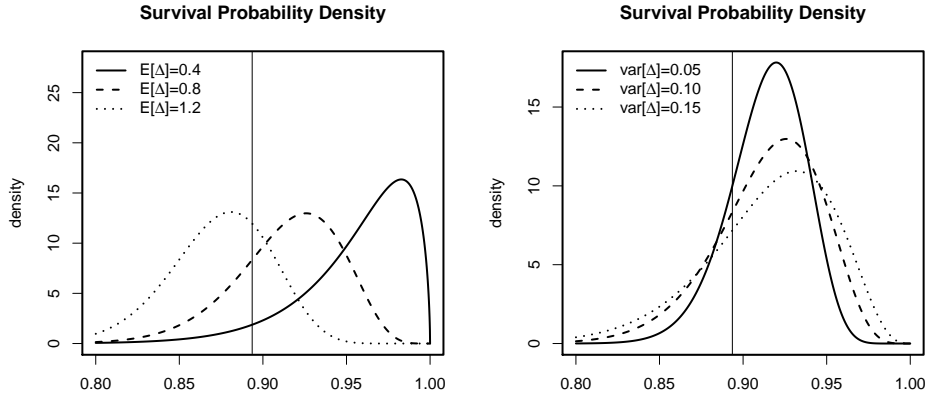 Survival Probability Density
E[Δ]=0.4
E[Δ]=0.8
E[Δ]=1.2
density
0 5 10 15 20 25
0.80 0.85 0.90 0.95 1.00
Survival Probability Density
var[Δ]=0.05
var[Δ]=0.10
var[Δ]=0.15
density
0 5 10 15
0.80 0.85 0.90 0.95 1.00